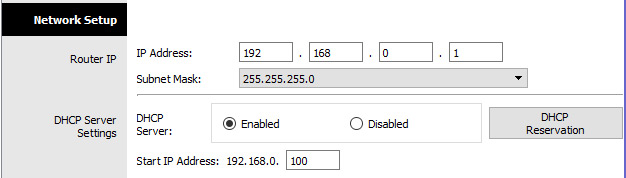 Network Setup
Router IP
IP Address: 192 . 168 . 0 . 1
Subnet Mask: 255.255.255.0
DHCP Server Settings
DHCP Server: Enabled Disabled
DHCP Reservation
Start IP Address: 192.168.0. 100